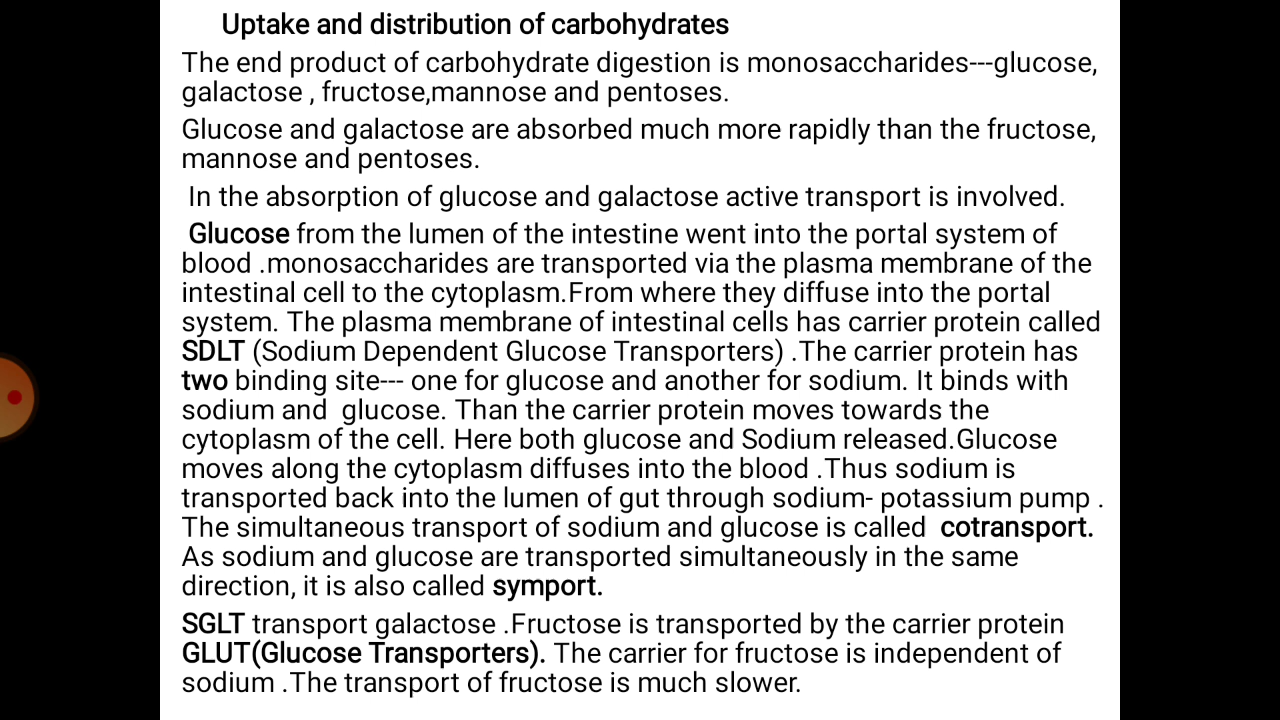 Uptake and distribution of carbohydrates
The end product of carbohydrate digestion is monosaccharides---glucose,
galactose , fructose,mannose and pentoses.
Glucose and galactose are absorbed much more rapidly than the fructose,
mannose and pentoses.
In the absorption of glucose and galactose active transport is involved.
Glucose from the lumen of the intestine went into the portal system of
blood .monosaccharides are transported via the plasma membrane of the
intestinal cell to the cytoplasm.From where they diffuse into the portal
system. The plasma membrane of intestinal cells has carrier protein called
SDLT (Sodium Dependent Glucose Transporters) .The carrier protein has
two binding site--- one for glucose and another for sodium. It binds with
sodium and  glucose. Than the carrier protein moves towards the
cytoplasm of the cell. Here both glucose and Sodium released.Glucose
moves along the cytoplasm diffuses into the blood .Thus sodium is
transported back into the lumen of gut through sodium- potassium pump .
The simultaneous transport of sodium and glucose is called  cotransport.
As sodium and glucose are transported simultaneously in the same
direction, it is also called symport.
SGLT transport galactose .Fructose is transported by the carrier protein
GLUT(Glucose Transporters). The carrier for fructose is independent of
sodium .The transport of fructose is much slower.